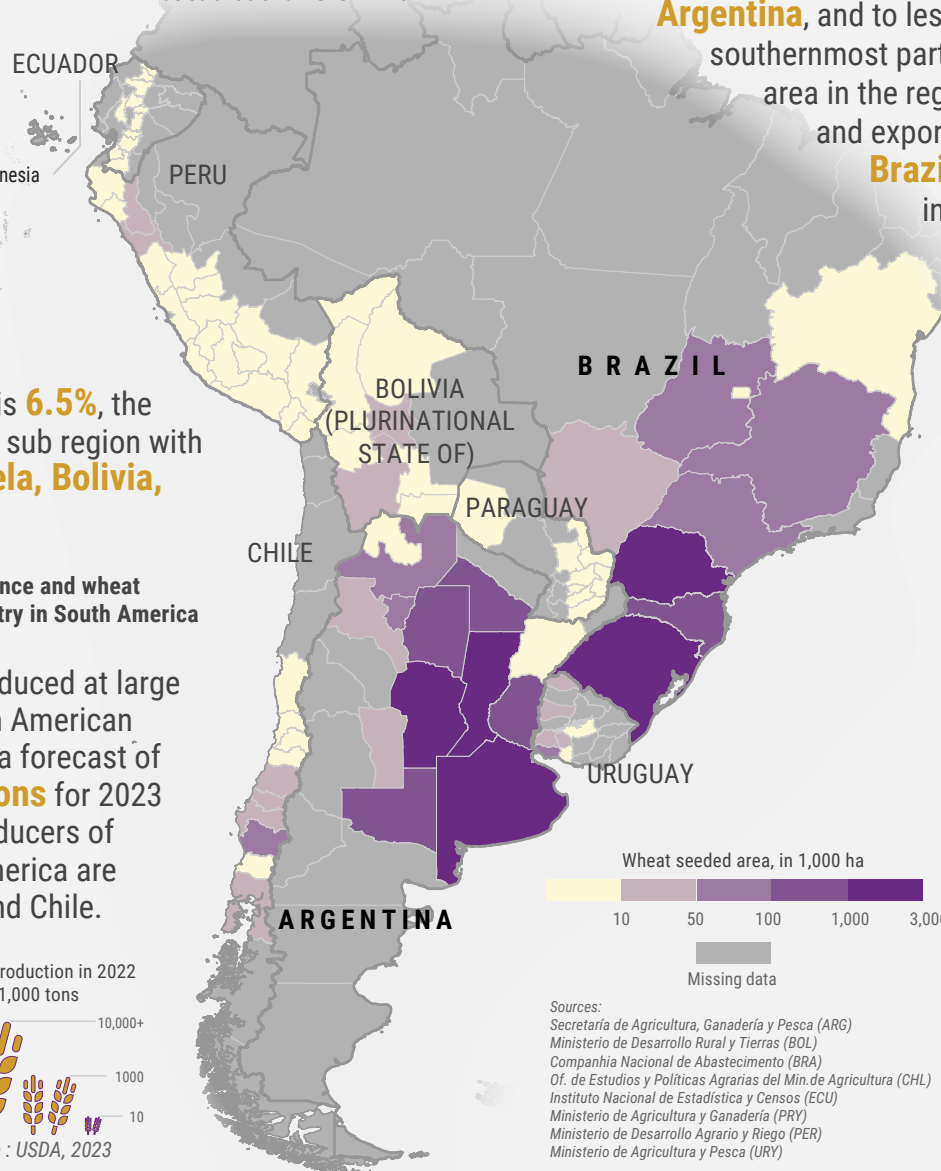 Argentina, and to les
southernmost part
area in the reg
and expor
Brazi
in
ECUADOR
nesia
PERU
BRAZIL
is 6.5%, the
sub region with
ela, Bolivia,
BOLIVIA
(PLURINATIONAL
STATE OF)
PARAGUAY
CHILE
nce and wheat
try in South America
duced at large
n American
a forecast of
ons for 2023
ducers of
merica are
nd Chile.
URUGUAY
ARGENTINA
Wheat seeded area, in 1,000 ha
10 50 100 1,000 3,000
Missing data
roduction in 2022
1,000 tons
10,000+
1000
10
: USDA, 2023
Sources:
Secretaría de Agricultura, Ganadería y Pesca (ARG)
Ministerio de Desarrollo Rural y Tierras (BOL)
Companhia Nacional de Abastecimento (BRA)
Of. de Estudios y Políticas Agrarias del Min.de Agricultura (CHL)
Instituto Nacional de Estadística y Censos (ECU)
Ministerio de Agricultura y Ganadería (PRY)
Ministerio de Desarrollo Agrario y Riego (PER)
Ministerio de Agricultura y Pesca (URY)